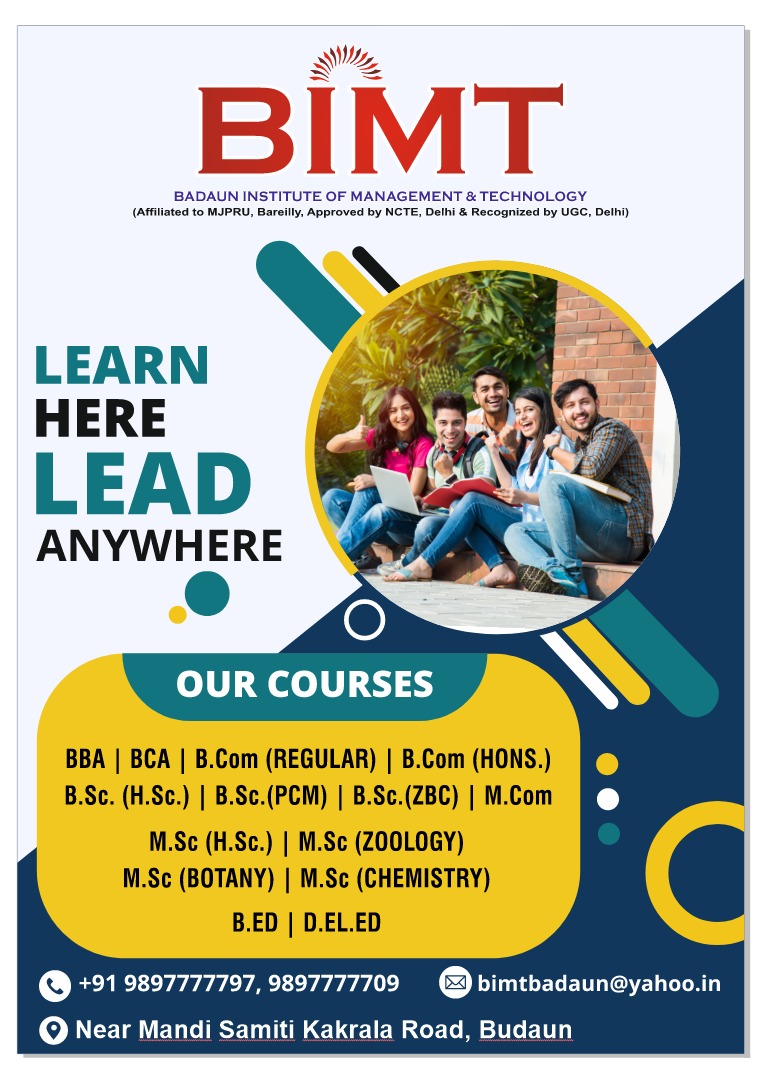 BIMT
BADAUN INSTITUTE OF MANAGEMENT & TECHNOLOGY
(Affiliated to MJPRU, Bareilly, Approved by NCTE, Delhi & Recognized by UGC, Delhi)
LEARN
HERE
LEAD
ANYWHERE
OUR COURSES
BBA | BCA | B.Com (REGULAR) | B.Com (HONS.)
B.Sc. (H.Sc.) | B.Sc.(PCM) | B.Sc.(ZBC) | M.Com
M.Sc (H.Sc.) | M.Sc (ZOOLOGY)
M.Sc (BOTANY) | M.Sc (CHEMISTRY)
B.ED | D.EL.ED
+91 9897777797, 9897777709
bimtbadaun@yahoo.in
Near Mandi Samiti Kakrala Road, Budaun